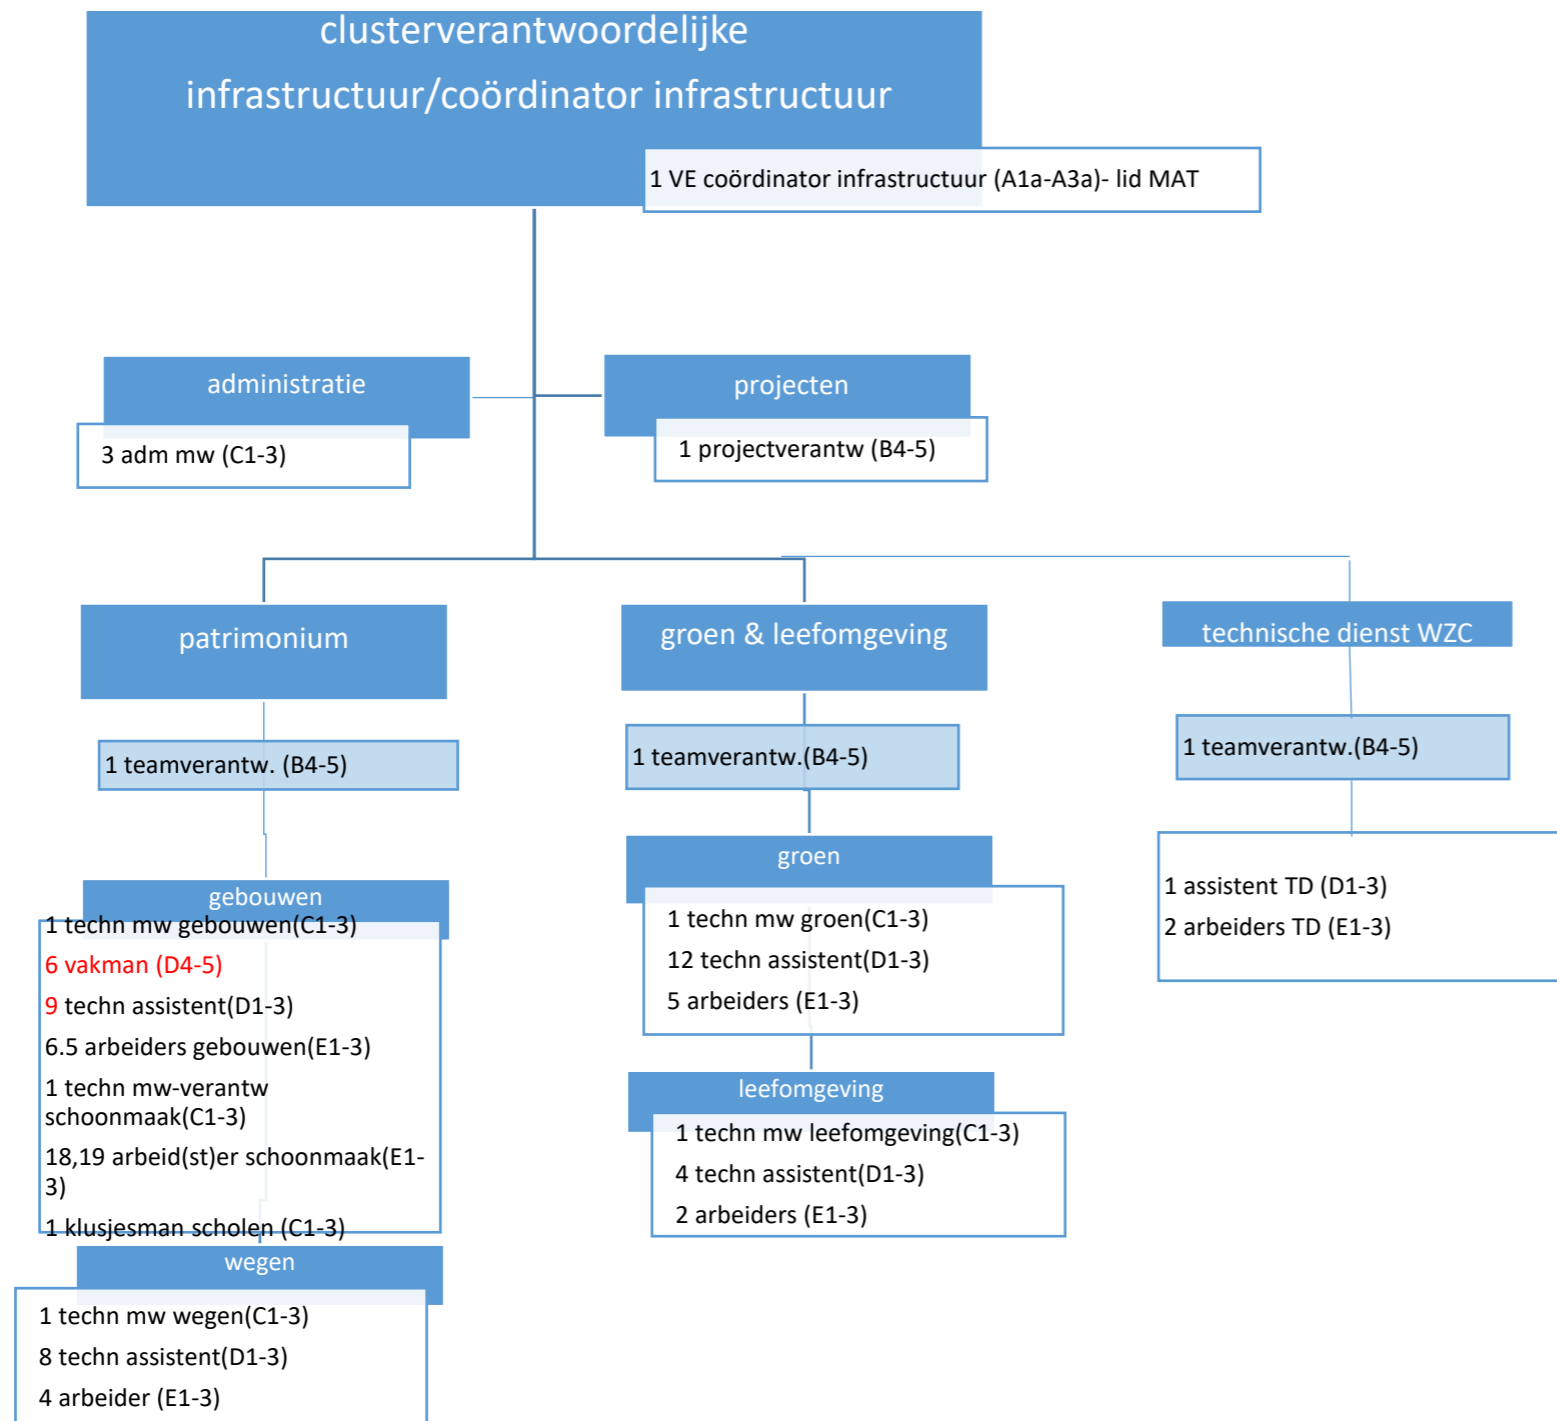 clusterverantwoordelijke
infrastructuur/coördinator infrastructuur
1 VE coördinator infrastructuur (A1a-A3a)- lid MAT
administratie
3 adm mw (C1-3)
projecten
1 projectverantw (B4-5)
patrimonium
1 teamverantw. (B4-5)
gebouwen
1 techn mw gebouwen(C1-3)
6 vakman (D4-5)
9 techn assistent(D1-3)
6.5 arbeiders gebouwen(E1-3)
1 techn mw-verantw
schoonmaak(C1-3)
18,19 arbeid(st)er schoonmaak(E1-
3)
1 klusjesman scholen (C1-3)
wegen
1 techn mw wegen(C1-3)
8 techn assistent(D1-3)
4 arbeider (E1-3)
groen & leefomgeving
1 teamverantw.(B4-5)
groen
1 techn mw groen(C1-3)
12 techn assistent(D1-3)
5 arbeiders (E1-3)
leefomgeving
1 techn mw leefomgeving(C1-3)
4 techn assistent(D1-3)
2 arbeiders (E1-3)
technische dienst WZC
1 teamverantw.(B4-5)
1 assistent TD (D1-3)
2 arbeiders TD (E1-3)